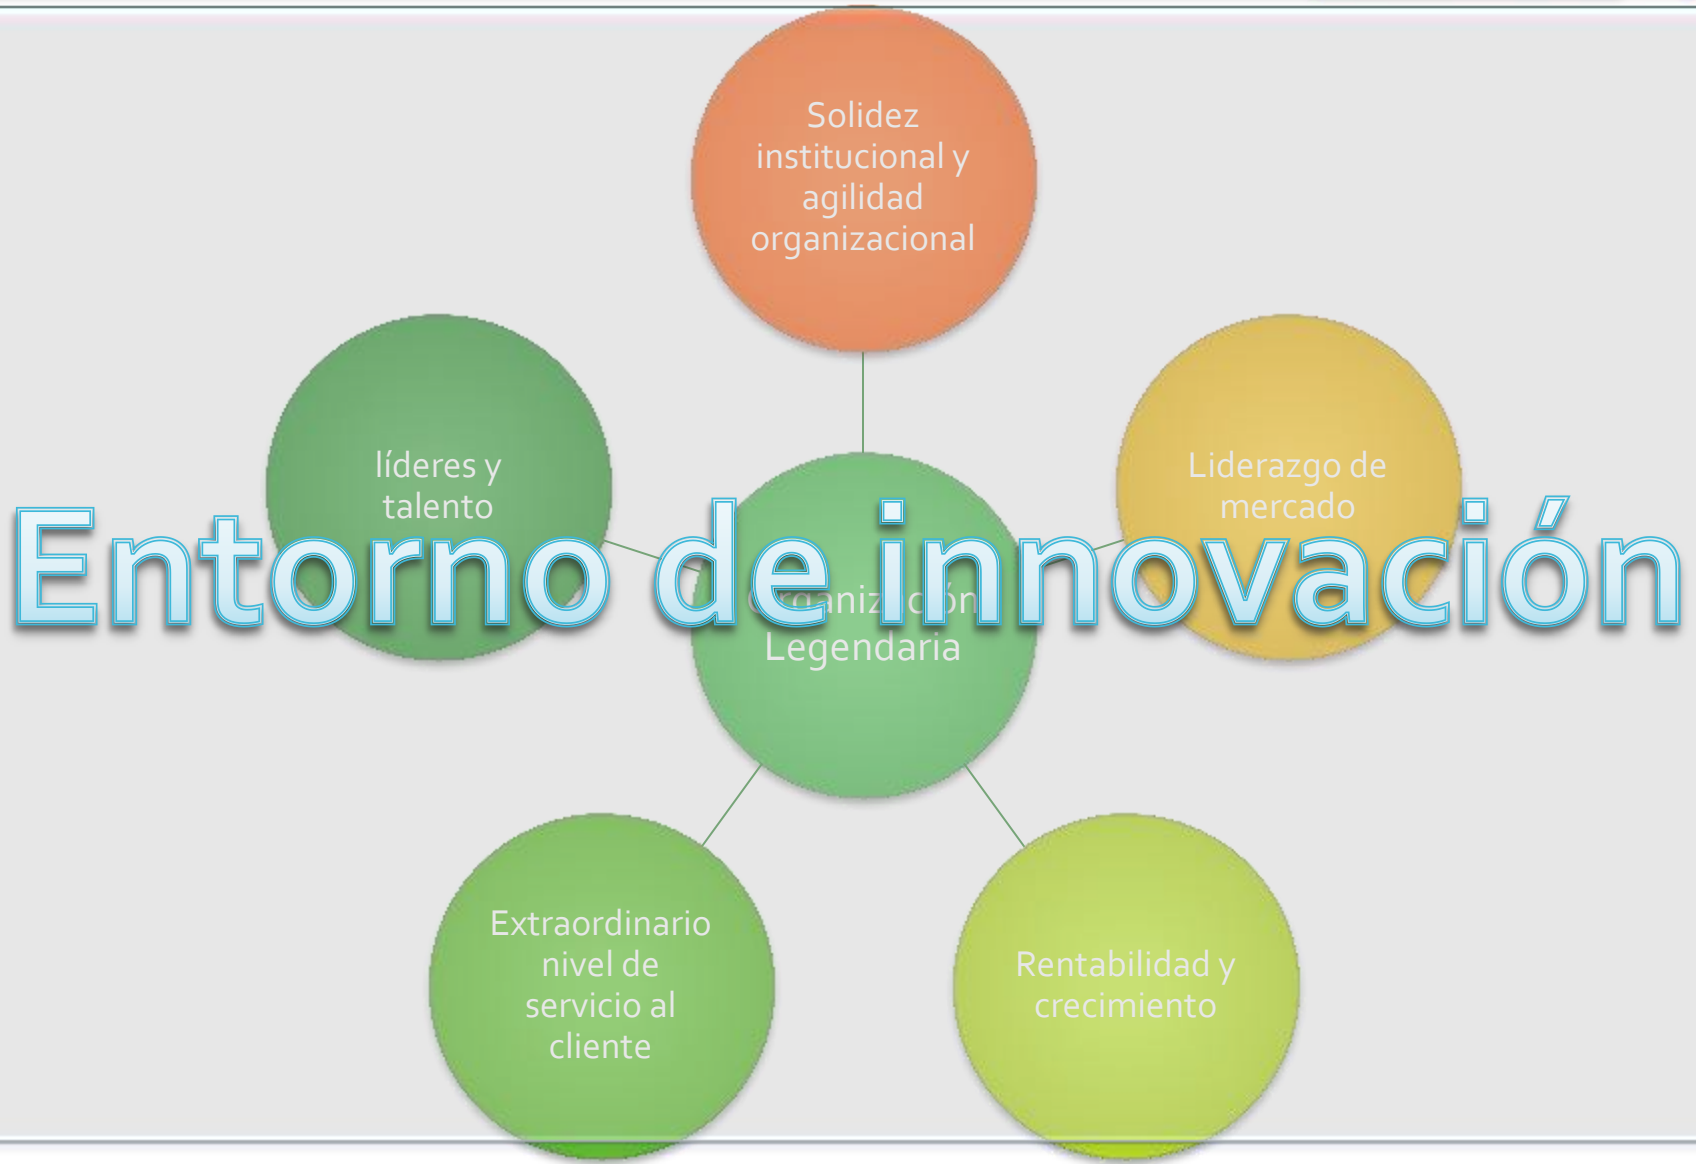 Solidez
institucional y
agilidad
organizacional
líderes y
talento
Liderazgo de
mercado
Entorno de innovación
Organización
Legendaria
Extraordinario
nivel de
servicio al
cliente
Rentabilidad y
crecimiento